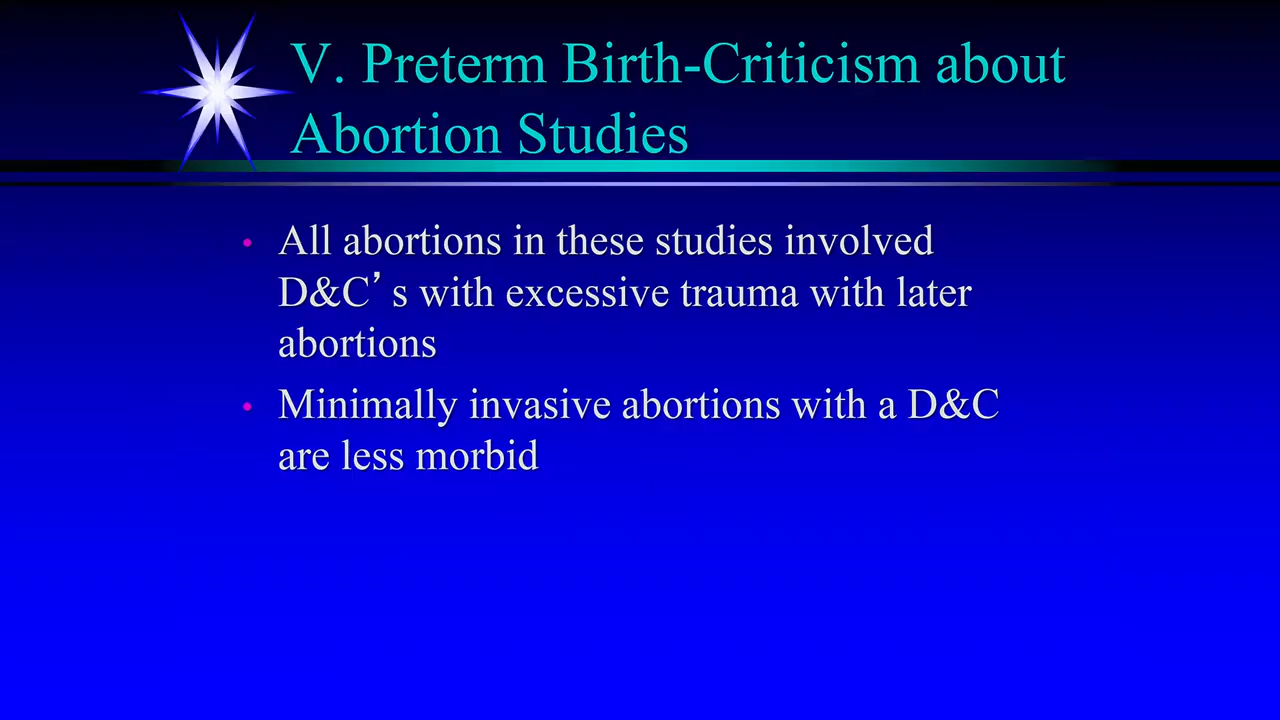 V. Preterm Birth-Criticism about
Abortion Studies
• All abortions in these studies involved
D&C’s with excessive trauma with later
abortions
• Minimally invasive abortions with a D&C
are less morbid